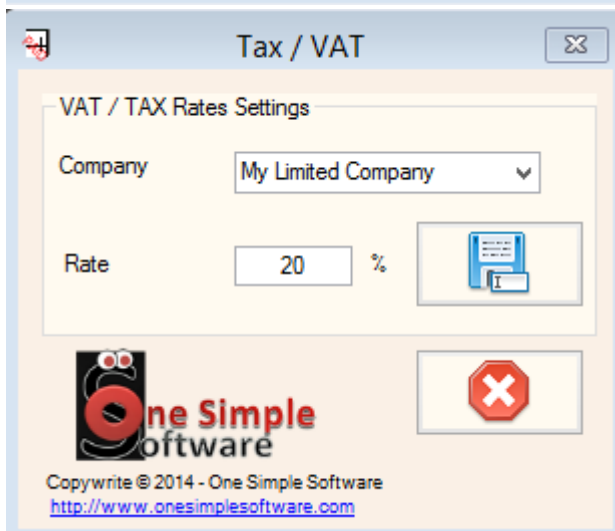 Tax / VAT
VAT / TAX Rates Settings
Company
My Limited Company
Rate
20
%
One Simple
Software
Copywrite © 2014 - One Simple Software
http://www.onesimplesoftware.com